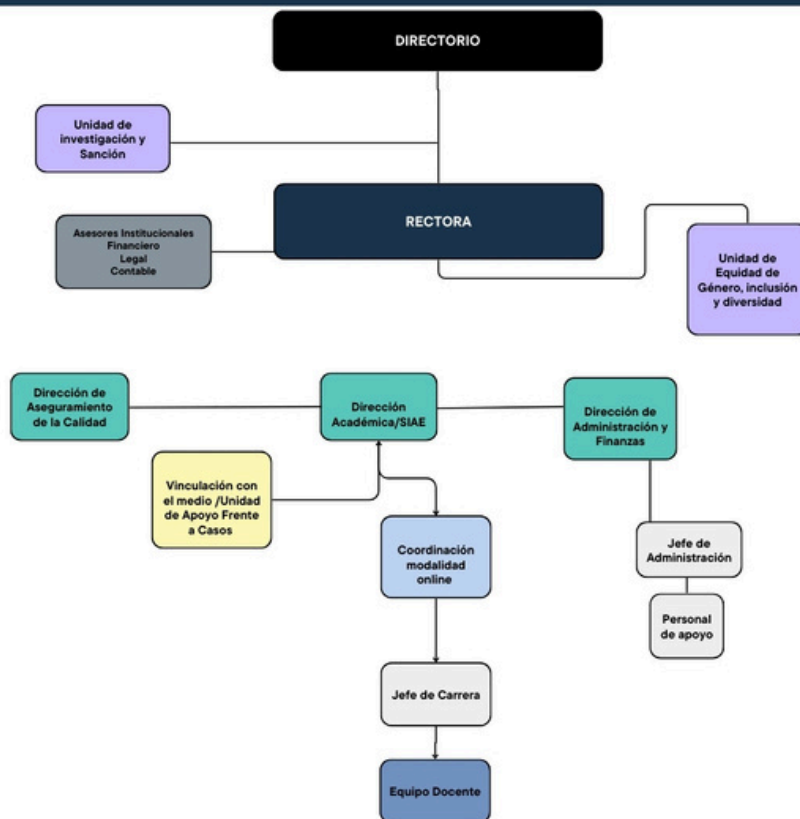 DIRECTORIO
Unidad de
investigación y
Sanción
RECTORA
Asesores Institucionales
Financiero
Legal
Contable
Unidad de
Equidad de
Género, inclusión
y diversidad
Dirección de
Aseguramiento
de la Calidad
Dirección
Académica/SIAE
Dirección de
Administración y
Finanzas
Vinculación con
el medio /Unidad
de Apoyo Frente
a Casos
Coordinación
modalidad
online
Jefe de
Administración
Personal
de apoyo
Jefe de Carrera
Equipo Docente